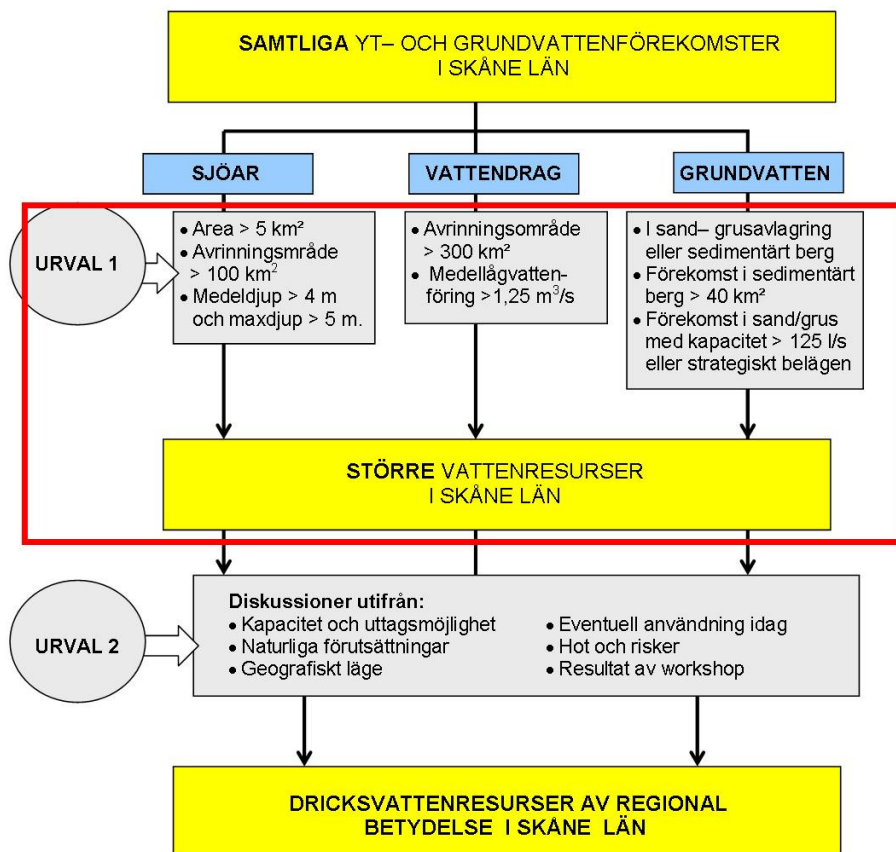 SAMTLIGA YT– OCH GRUNDVATTENFÖREKOMSTER
I SKÅNE LÄN
SJÖAR
VATTENDRAG
GRUNDVATTEN
URVAL 1
• Area > 5 km²
• Avrinningsmråde
> 100 km²
• Medeldjup > 4 m
och maxdjup > 5 m.
• Avrinningsområde
> 300 km²
• Medellågvatten-
föring >1,25 m³/s
• I sand– grusavlagring
eller sedimentärt berg
• Förekomst i sedimentärt
berg > 40 km²
• Förekomst i sand/grus
med kapacitet > 125 l/s
eller strategiskt belägen
STÖRRE VATTENRESURSER
I SKÅNE LÄN
URVAL 2
Diskussioner utifrån:
• Kapacitet och uttagsmöjlighet
• Naturliga förutsättningar
• Geografiskt läge
• Eventuell användning idag
• Hot och risker
• Resultat av workshop
DRICKSVATTENRESURSER AV REGIONAL
BETYDELSE I SKÅNE LÄN